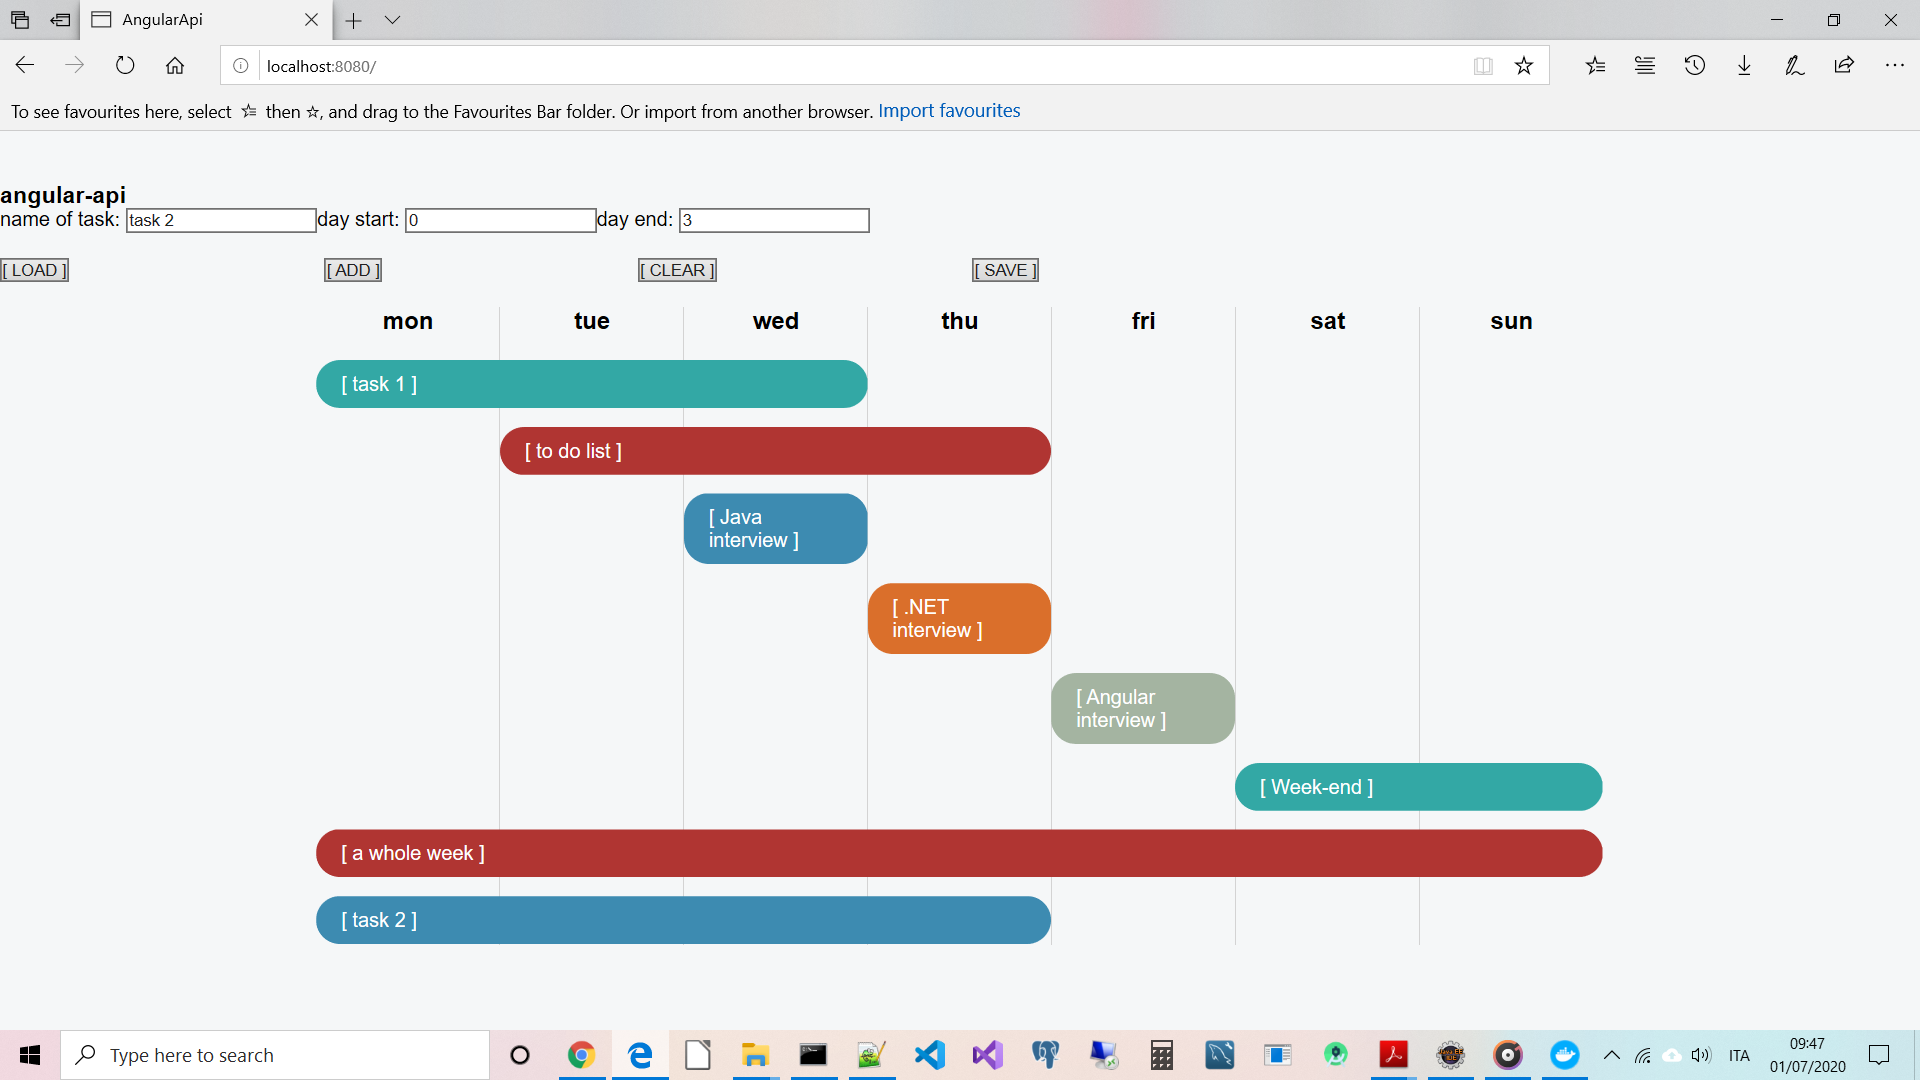 AngularApi
localhost:8080/
To see favourites here, select then , and drag to the Favourites Bar folder. Or import from another browser. Import favourites
angular-api
name of task: task 2 day start: 0 day end: 3
[ LOAD ] [ ADD ] [ CLEAR ] [ SAVE ]
mon tue wed thu fri sat sun
[ task 1 ]
[ to do list ]
[ Java
interview ]
[ .NET
interview ]
[ Angular
interview ]
[ Week-end ]
[ a whole week ]
[ task 2 ]
Type here to search
ITA
09:47
01/07/2020